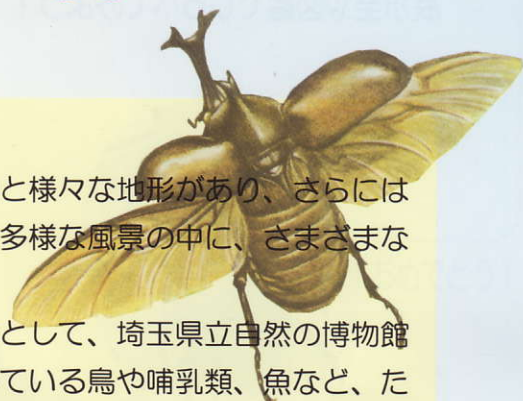 と様々な地形があり、さらには
多様な風景の中に、さまざまな
として、埼玉県立自然の博物館
ている鳥や哺乳類、魚など、た